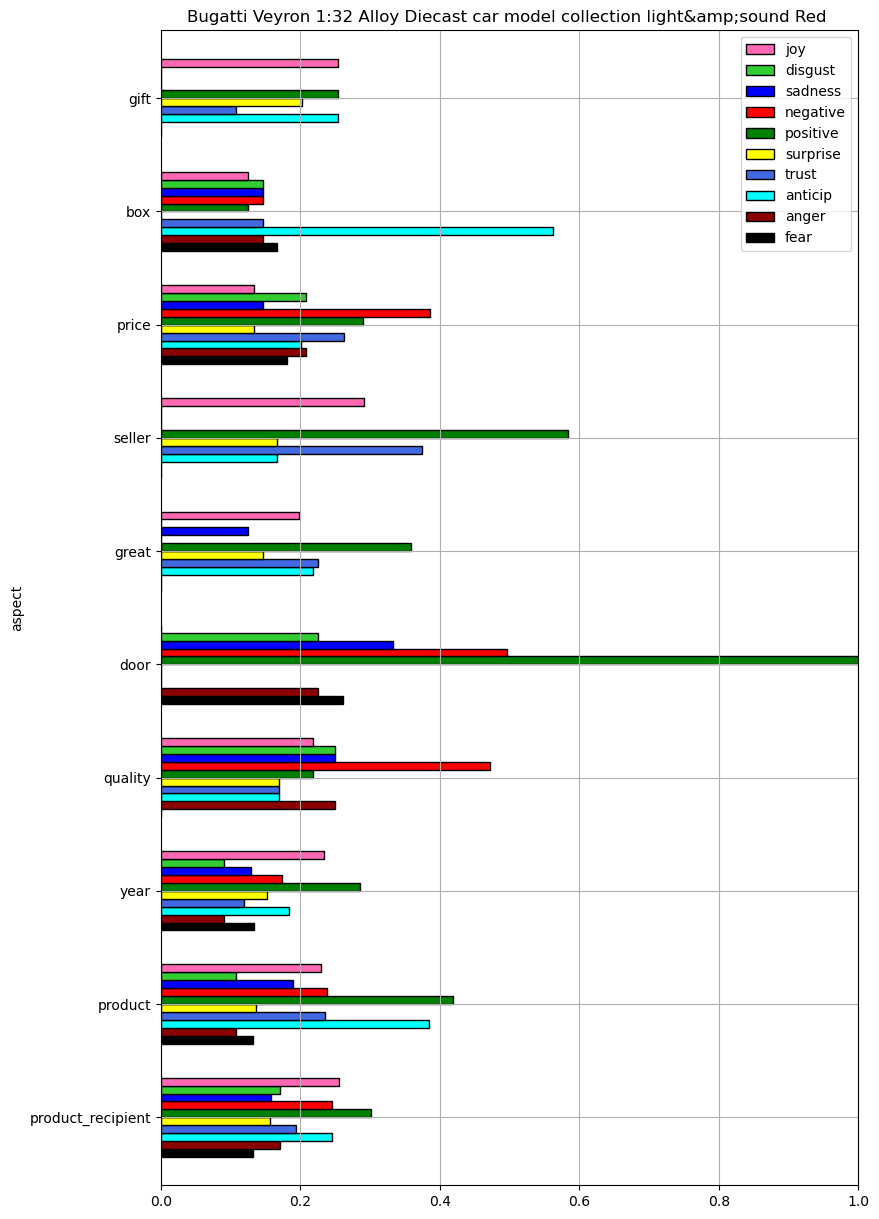 Bugatti Veyron 1:32 Alloy Diecast car model collection light&amp;sound Red
joy
disgust
sadness
negative
positive
surprise
trust
anticip
anger
fear
gift
box
price
seller
great
door
quality
year
product
product_recipient
aspect
0.0 0.2 0.4 0.6 0.8 1.0